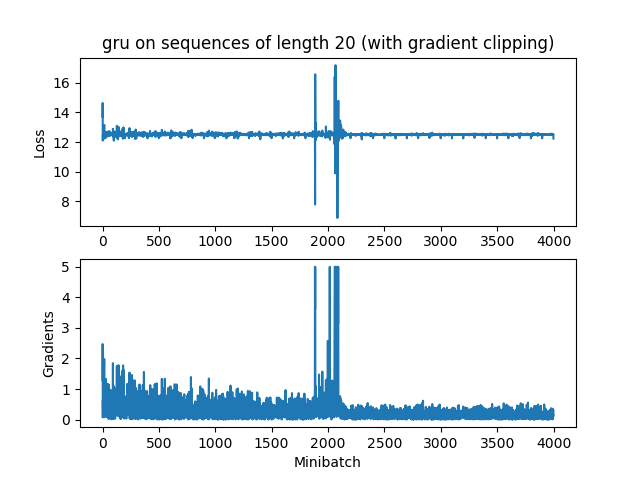 gru on sequences of length 20 (with gradient clipping)
16
14
12
10
8
Loss
0 500 1000 1500 2000 2500 3000 3500 4000
5
4
3
2
1
0
Gradients
0 500 1000 1500 2000 2500 3000 3500 4000
Minibatch